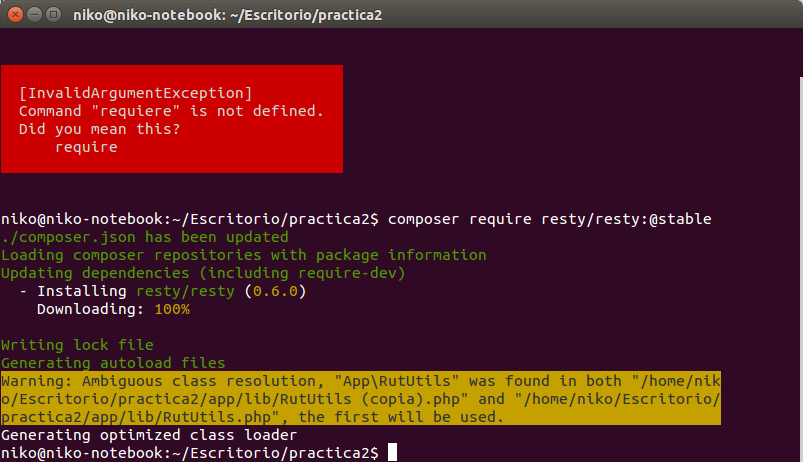 niko@niko-notebook: ~/Escritorio/practica2
[InvalidArgumentException]
Command "requiere" is not defined.
Did you mean this?
require
niko@niko-notebook:~/Escritorio/practica2$ composer require resty/resty:@stable
./composer.json has been updated
Loading composer repositories with package information
Updating dependencies (including require-dev)
- Installing resty/resty (0.6.0)
Downloading: 100%
Writing lock file
Generating autoload files
Warning: Ambiguous class resolution, "App\RutUtils" was found in both "/home/nik
o/Escritorio/practica2/app/lib/RutUtils (copia).php" and "/home/niko/Escritorio/
practica2/app/lib/RutUtils.php", the first will be used.
Generating optimized class loader
niko@niko-notebook:~/Escritorio/practica2$